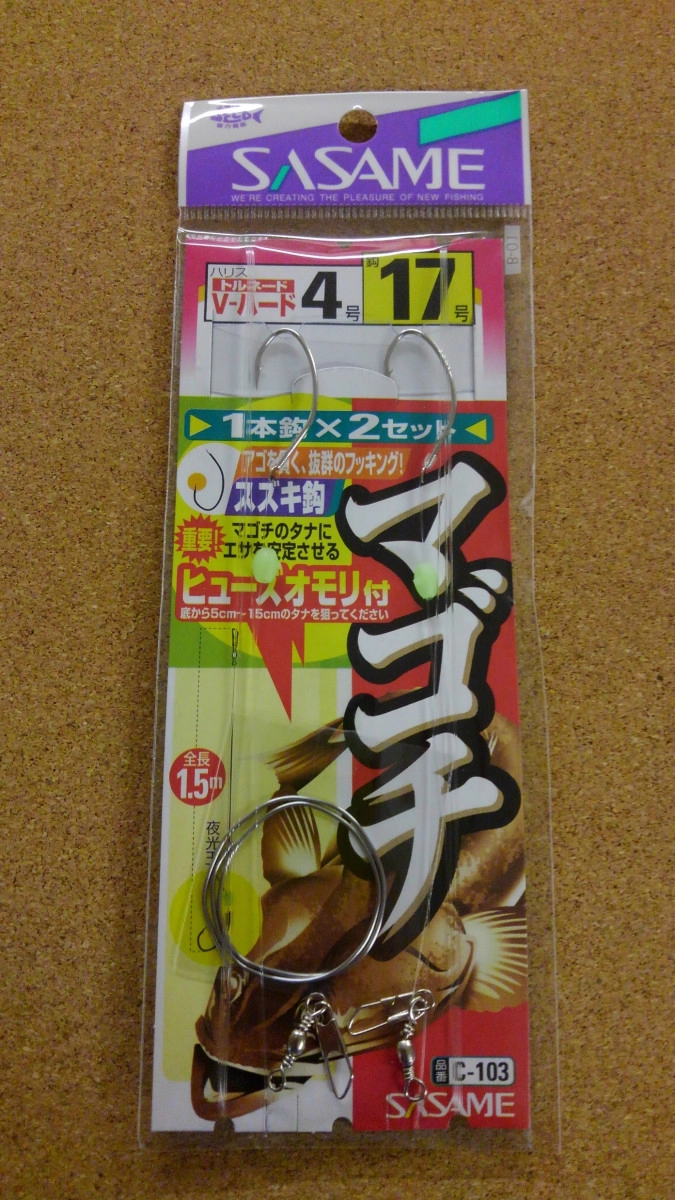 SASAME
WE'RE CREATING THE PLEASURE OF NEW FISHING
ハリス
トルネード
V-ハード
4号
鈎
17号
1本鈎×2セット
アゴを貫く、抜群のフッキング!
スズキ鈎
重要!
マゴチのタナに
エサを安定させる
ヒューズオモリ付
底から5cm~15cmのタナを狙ってください
マゴチ
全長
1.5m
夜光
品番
C-103
SASAME